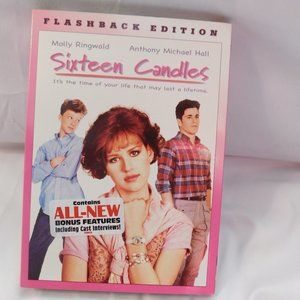 FLASHBACK EDITION
Molly Ringwald Anthony Michael Hall
Sixteen Candles
It's the time of your life that may last a lifetime.
Contains
ALL-NEW
BONUS FEATURES
Including Cast Interviews!